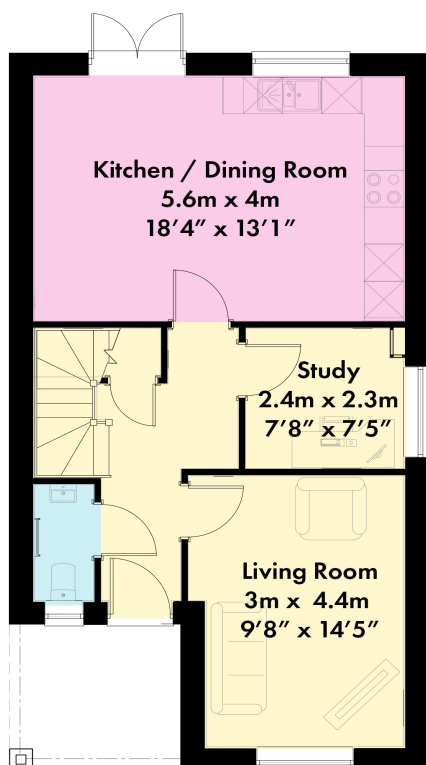 Kitchen / Dining Room
5.6m x 4m
18’4” x 13’1”
Study
2.4m x 2.3m
7’8” x 7’5”
Living Room
3m x 4.4m
9’8” x 14’5”